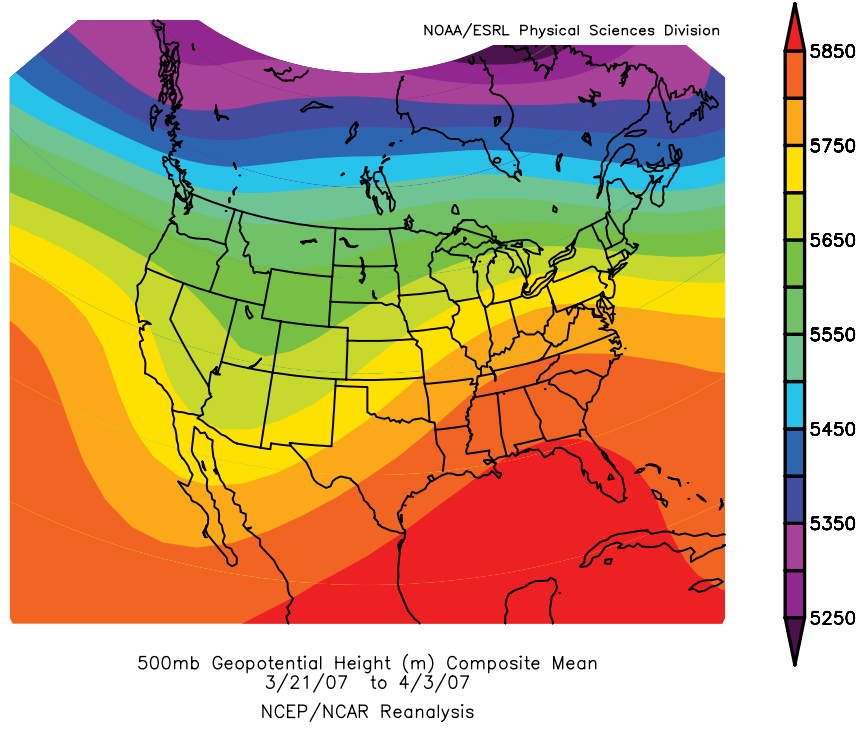 NOAA/ESRL Physical Sciences Division
5850
5750
5650
5550
5450
5350
5250
500mb Geopotential Height (m) Composite Mean
3/21/07 to 4/3/07
NCEP/NCAR Reanalysis